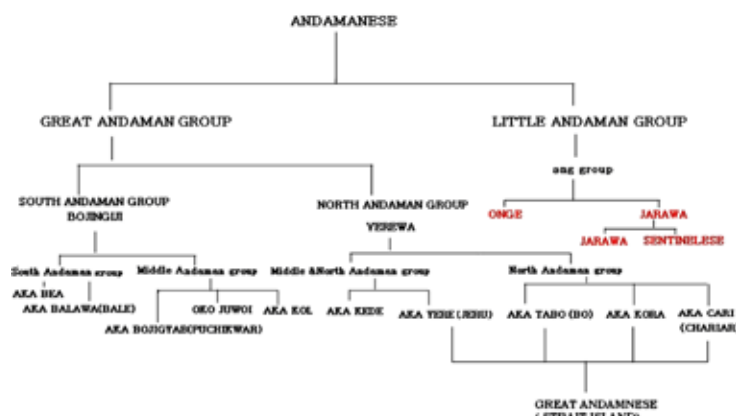 ANDAMANESE
GREAT ANDAMAN GROUP
LITTLE ANDAMAN GROUP
ang group
SOUTH ANDAMAN GROUP
BOJINGIJI
NORTH ANDAMAN GROUP
YEREWA
ONGE
JARAWA
JARAWA
SENTINELESE
South Andaman group
Middle Andaman group
Middle &North Andaman group
North Andaman group
AKA BEA
AKA BALAWA(BALE)
AKA BOJIGYAB(PUCHIKWAR)
OKO JUWOI
AKA KOL
AKA KEDE
AKA YERE (JERU)
AKA TABO (BO)
AKA KORA
AKA CARI
(CHARIAR
GREAT ANDAMNESE
( STRAIT ISLAND)